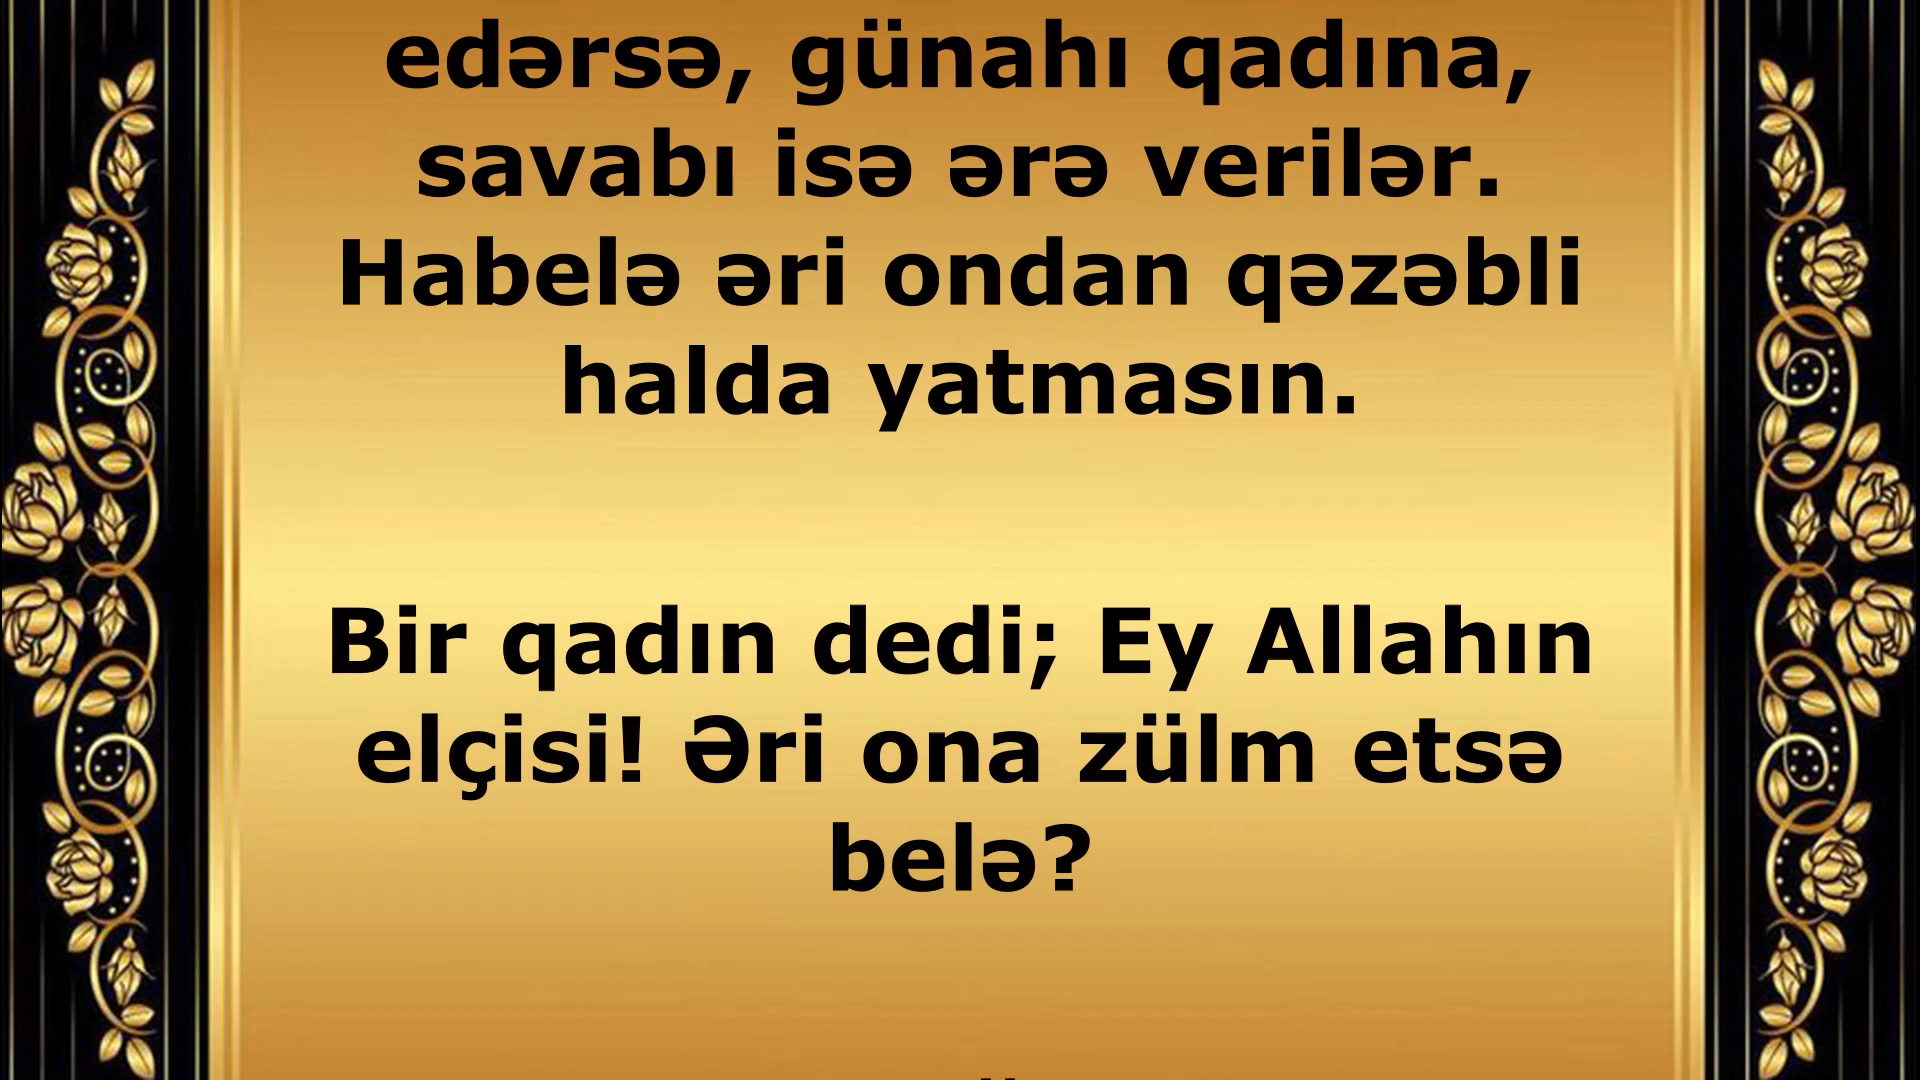 edərsə, günahı qadına,
savabı isə ərə verilər.
Habelə əri ondan qəzəbli
halda yatmasın.
Bir qadın dedi; Ey Allahın
elçisi! Əri ona zülm etsə
belə?